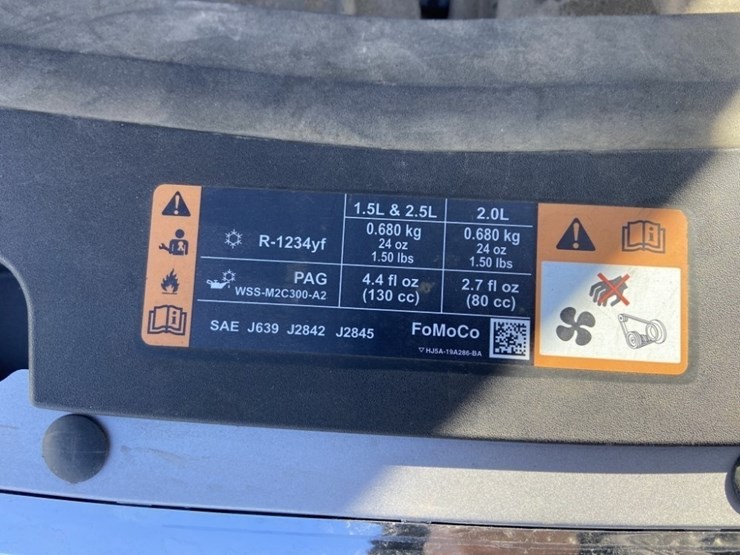 1.5L & 2.5L 2.0L
R-1234yf 0.680 kg 0.680 kg
24 oz 24 oz
1.50 lbs 1.50 lbs
PAG 4.4 fl oz 2.7 fl oz
WSS-M2C300-A2 (130 cc) (80 cc)
SAE J639 J2842 J2845 FoMoCo
HJ5A-19A286-BA